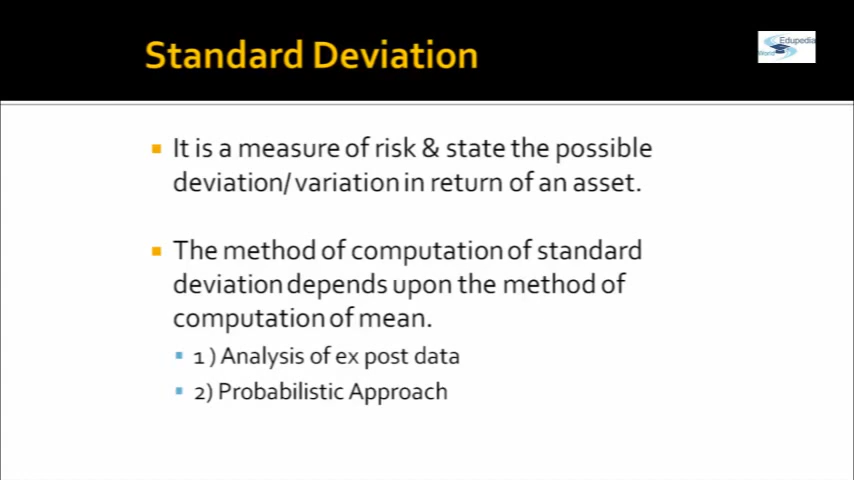 Standard Deviation
Edupedia
World
It is a measure of risk & state the possible
deviation/variation in return of an asset.
The method of computation of standard
deviation depends upon the method of
computation of mean.
1 ) Analysis of ex post data
2) Probabilistic Approach